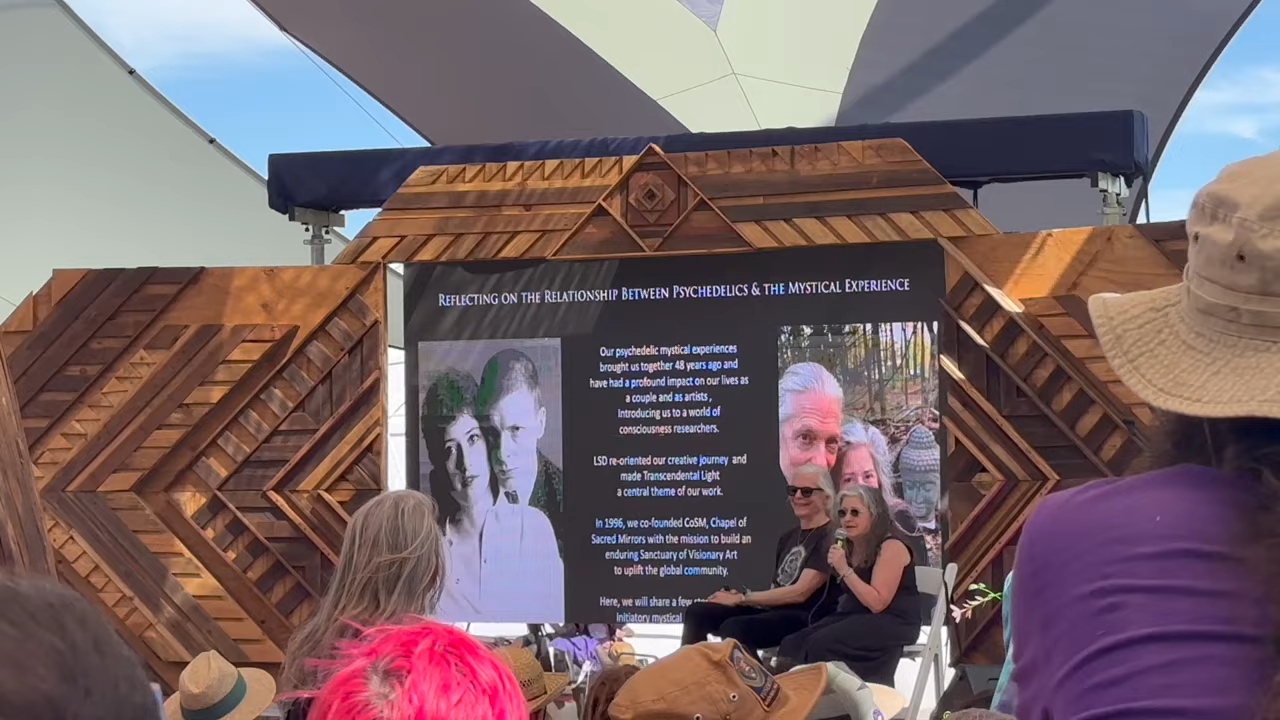 REFLECTING ON THE RELATIONSHIP BETWEEN PSYCHEDELICS & THE MYSTICAL EXPERIENCE
Our psychedelic mystical experiences
brought us together 48 years ago and
have had a profound impact on our lives as
a couple and as artists ,
Introducing us to a world of
consciousness researchers.
LSD re-oriented our creative journey and
made Transcendental Light
a central theme of our work.
In 1996, we co-founded CoSM, Chapel of
Sacred Mirrors with the mission to build an
enduring Sanctuary of Visionary Art
to uplift the global community.
Here, we will share a few
initiatory mystical